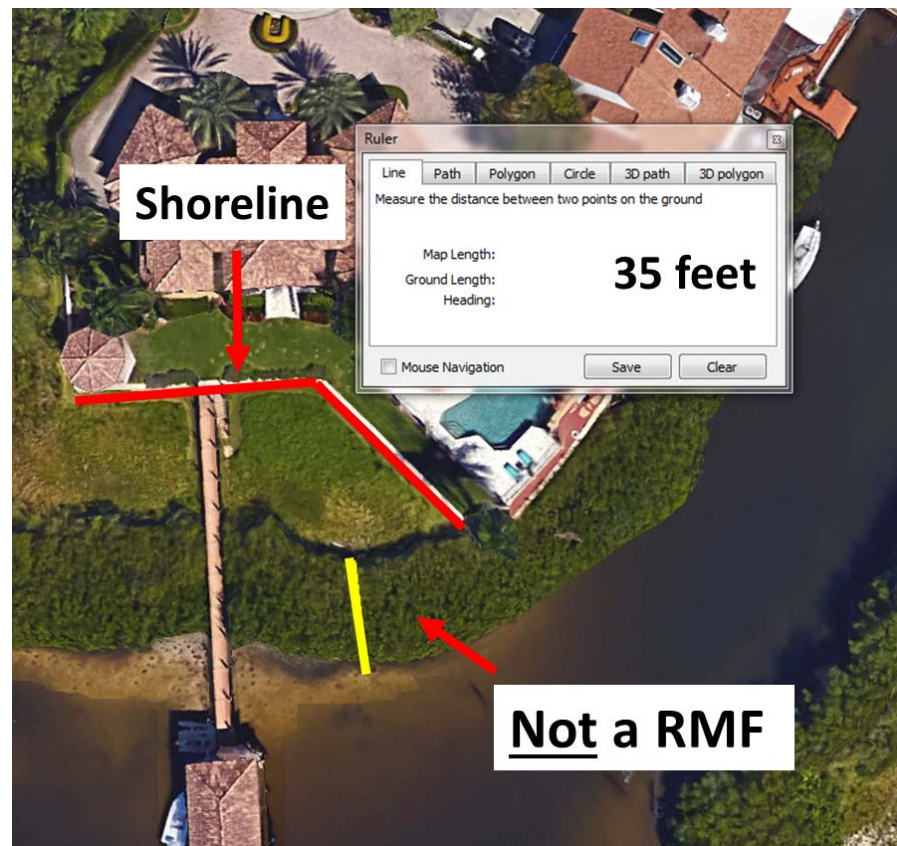 Ruler
Line Path Polygon Circle 3D path 3D polygon
Measure the distance between two points on the ground
Shoreline
Map Length:
Ground Length:
35 feet
Heading:
Mouse Navigation
Save
Clear
Not a RMF